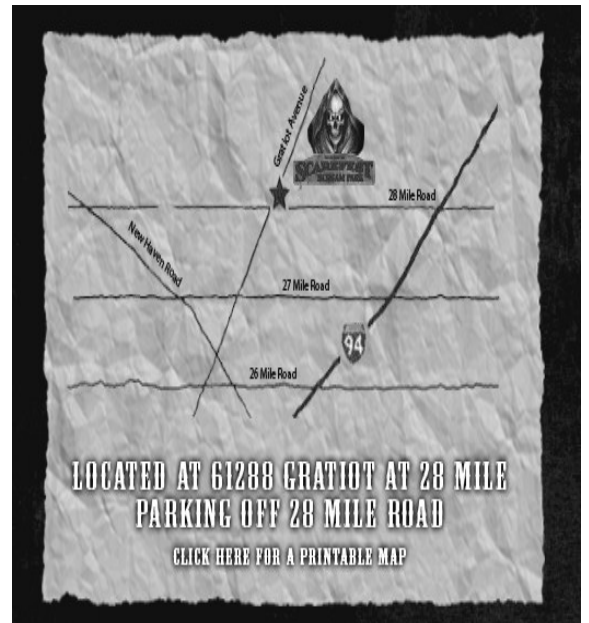 Gratiot Avenue
SCAREFEST
SCREAM PARK
28 Mile Road
New Haven Road
27 Mile Road
94
26 Mile Road
LOCATED AT 61288 GRATIOT AT 28 MILE
PARKING OFF 28 MILE ROAD
CLICK HERE FOR A PRINTABLE MAP